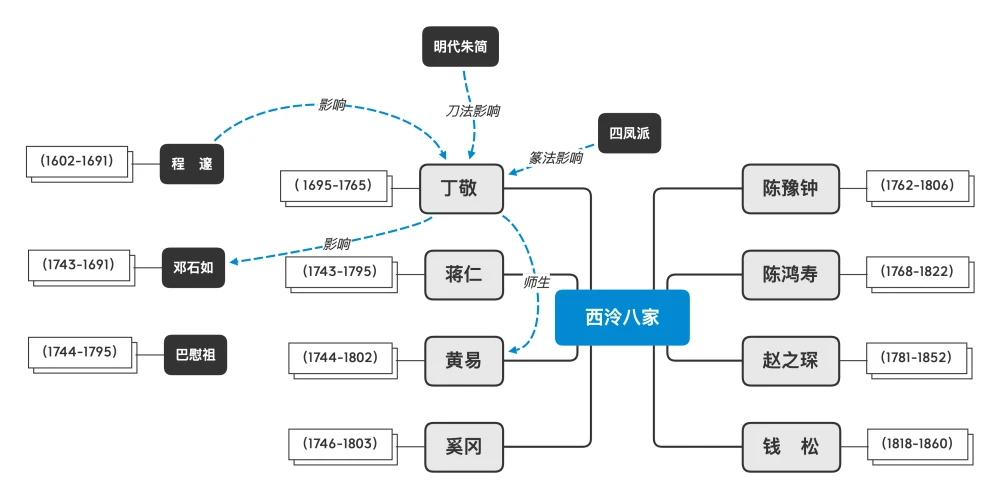 明代朱简
影响
刀法影响
四凤派
篆法影响
(1602-1691)
程　邃
( 1695-1765)
丁敬
陈豫钟
(1762-1806)
影响
(1743-1691)
邓石如
(1743-1795)
蒋仁
师生
陈鸿寿
(1768-1822)
西泠八家
(1744-1795)
巴慰祖
(1744-1802)
黄易
赵之琛
(1781-1852)
(1746-1803)
奚冈
钱　松
(1818-1860)